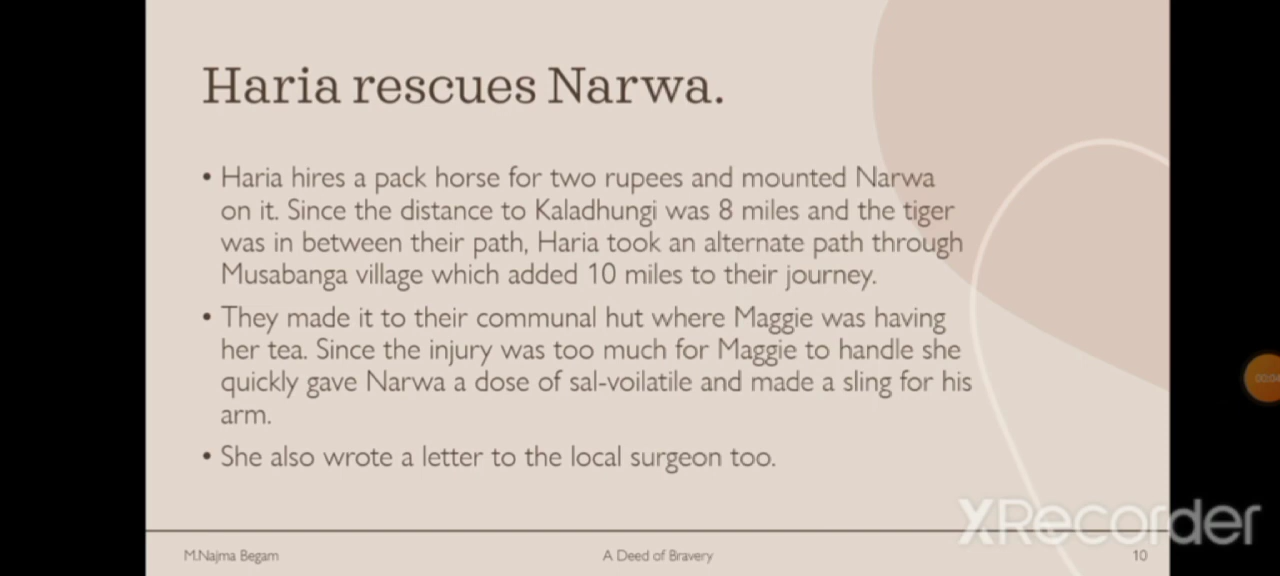 Haria rescues Narwa.
• Haria hires a pack horse for two rupees and mounted Narwa
on it. Since the distance to Kaladhungi was 8 miles and the tiger
was in between their path, Haria took an alternate path through
Musabanga village which added 10 miles to their journey.
• They made it to their communal hut where Maggie was having
her tea. Since the injury was too much for Maggie to handle she
quickly gave Narwa a dose of sal-voilatile and made a sling for his
arm.
• She also wrote a letter to the local surgeon too.
XRecorder
M.Najma Begam
A Deed of Bravery
10